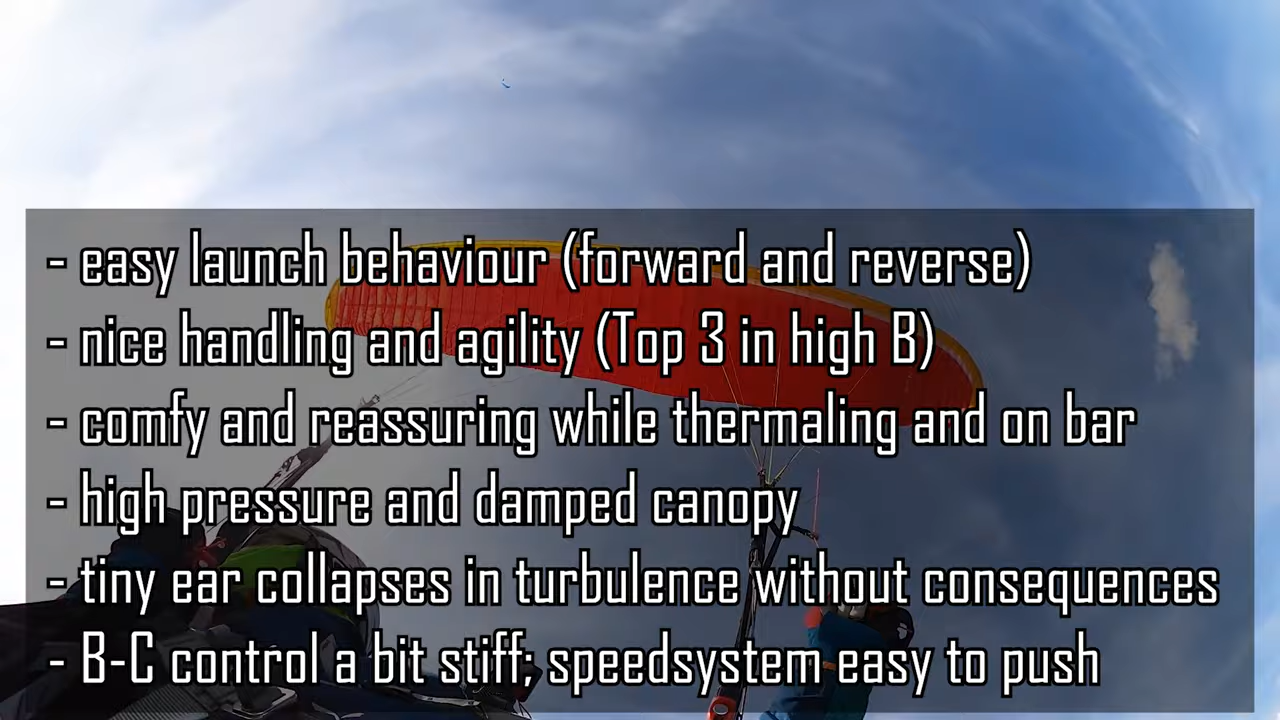 - easy launch behaviour (forward and reverse)
- nice handling and agility (Top 3 in high B)
- comfy and reassuring while thermaling and on bar
- high pressure and damped canopy
- tiny ear collapses in turbulence without consequences
- B-C control a bit stiff; speedsystem easy to push